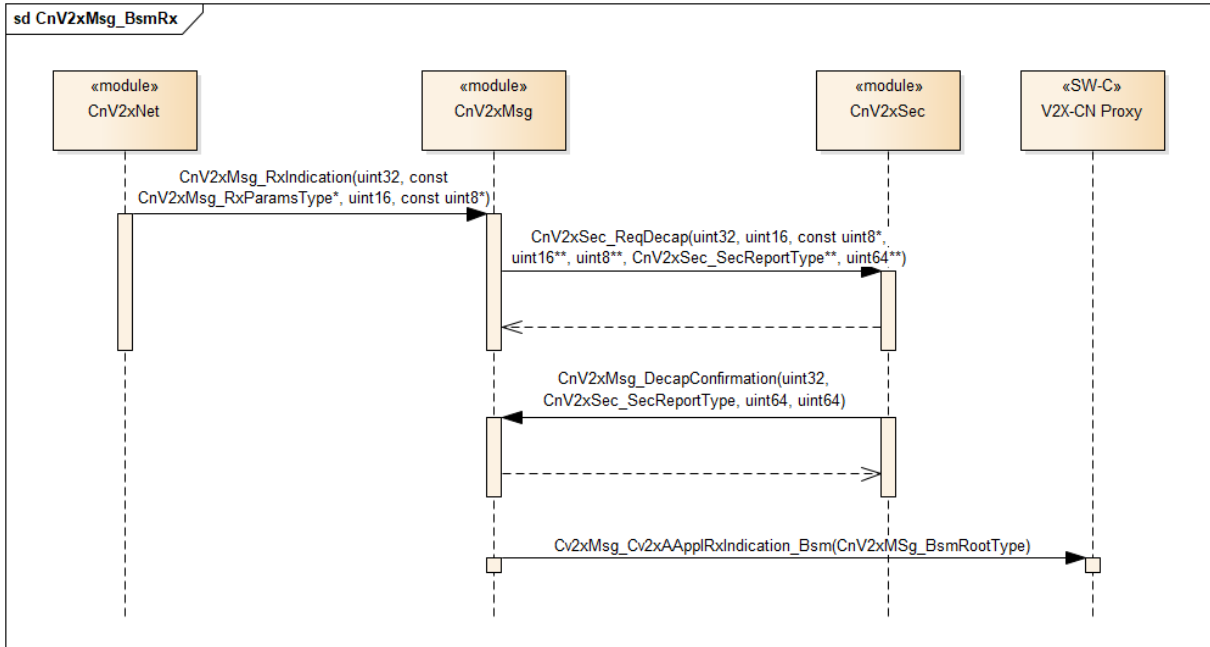 sd CnV2xMsg_BsmRx
«module»
CnV2xNet
«module»
CnV2xMsg
«module»
CnV2xSec
«SW-C»
V2X-CN Proxy
CnV2xMsg_RxIndication(uint32, const
CnV2xMsg_RxParamsType*, uint16, const uint8*)
CnV2xSec_ReqDecap(uint32, uint16, const uint8*,
uint16**, uint8**, CnV2xSec_SecReportType**, uint64**)
CnV2xMsg_DecapConfirmation(uint32,
CnV2xSec_SecReportType, uint64, uint64)
Cv2xMsg_Cv2xAApplRxIndication_Bsm(CnV2xMSg_BsmRootType)